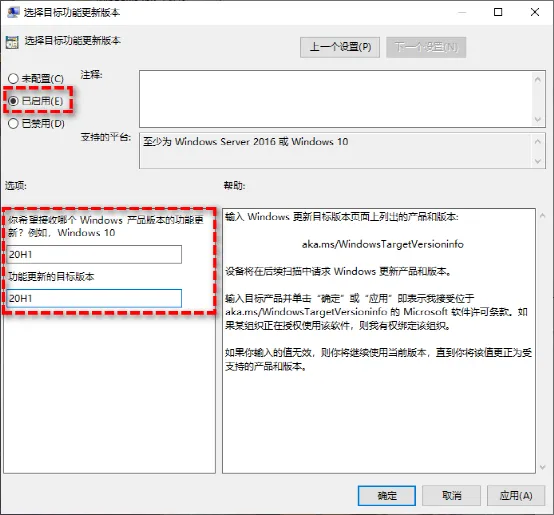 选择目标功能更新版本
选择目标功能更新版本
上一个设置(P)
下一个设置(N)
未配置(C)
注释:
已启用(E)
已禁用(D)
支持的平台:
至少为 Windows Server 2016 或 Windows 10
选项:
帮助:
你希望接收哪个 Windows 产品版本的功能更
新? 例如，Windows 10
20H1
功能更新的目标版本
20H1
输入 Windows 更新目标版本页面上列出的产品和版本:
aka.ms/WindowsTargetVersioninfo
设备将在后续扫描中请求 Windows 更新产品和版本。
输入目标产品并单击“确定”或“应用”即表示我接受位于
aka.ms/WindowsTargetVersioninfo 的 Microsoft 软件许可条款。如
果某组织正在授权使用该软件，则我有权绑定该组织。
如果你输入的值无效，则你将继续使用当前版本，直到你将该值更正为受
支持的产品和版本。
确定
取消
应用(A)